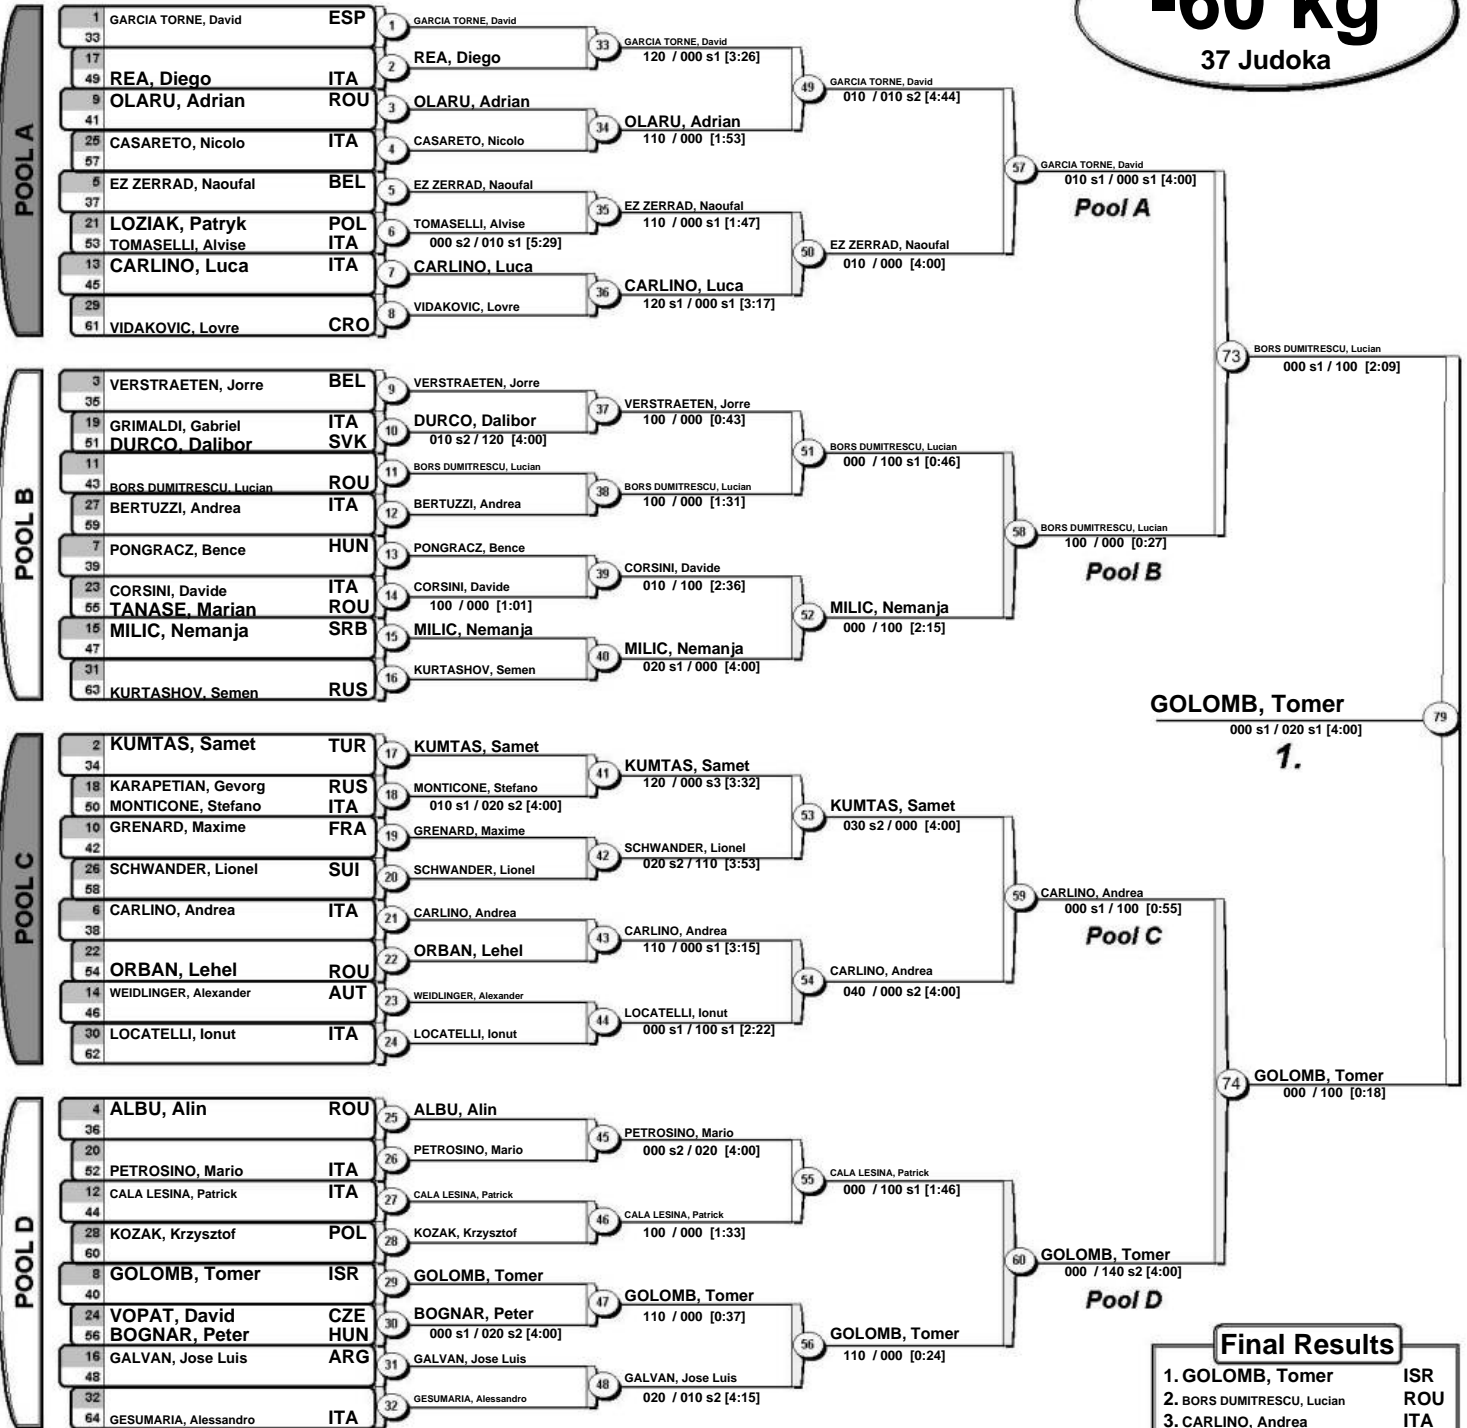 -60 kg
37 Judoka
POOL A
1 GARCIA TORNE, David ESP
33
17
49 REA, Diego ITA
9 OLARU, Adrian ROU
41
25 CASARETO, Nicolo ITA
57
5 EZ ZERRAD, Naoufal BEL
37
21 LOZIAK, Patryk POL
53 TOMASELLI, Alvise ITA
13 CARLINO, Luca ITA
45
29
61 VIDAKOVIC, Lovre CRO
1 GARCIA TORNE, David
2 REA, Diego
3 OLARU, Adrian
4 CASARETO, Nicolo
5 EZ ZERRAD, Naoufal
6 TOMASELLI, Alvise
000 s2 / 010 s1 [5:29]
7 CARLINO, Luca
8 VIDAKOVIC, Lovre
33 GARCIA TORNE, David
120 / 000 s1 [3:26]
34 OLARU, Adrian
110 / 000 [1:53]
35 EZ ZERRAD, Naoufal
110 / 000 s1 [1:47]
36 CARLINO, Luca
120 s1 / 000 s1 [3:17]
49 GARCIA TORNE, David
010 / 010 s2 [4:44]
50 EZ ZERRAD, Naoufal
010 / 000 [4:00]
57 GARCIA TORNE, David
010 s1 / 000 s1 [4:00]
Pool A
POOL B
3 VERSTRAETEN, Jorre BEL
35
19 GRIMALDI, Gabriel ITA
51 DURCO, Dalibor SVK
11
43 BORS DUMITRESCU, Lucian ROU
27 BERTUZZI, Andrea ITA
59
7 PONGRACZ, Bence HUN
39
23 CORSINI, Davide ITA
55 TANASE, Marian ROU
15 MILIC, Nemanja SRB
47
31
63 KURTASHOV, Semen RUS
9 VERSTRAETEN, Jorre
10 DURCO, Dalibor
010 s2 / 120 [4:00]
11 BORS DUMITRESCU, Lucian
12 BERTUZZI, Andrea
13 PONGRACZ, Bence
14 CORSINI, Davide
100 / 000 [1:01]
15 MILIC, Nemanja
16 KURTASHOV, Semen
37 VERSTRAETEN, Jorre
100 / 000 [0:43]
38 BORS DUMITRESCU, Lucian
100 / 000 [1:31]
39 CORSINI, Davide
010 / 100 [2:36]
40 MILIC, Nemanja
020 s1 / 000 [4:00]
51 BORS DUMITRESCU, Lucian
000 / 100 s1 [0:46]
52 MILIC, Nemanja
000 / 100 [2:15]
58 BORS DUMITRESCU, Lucian
100 / 000 [0:27]
Pool B
73 BORS DUMITRESCU, Lucian
000 s1 / 100 [2:09]
GOLOMB, Tomer 79
000 s1 / 020 s1 [4:00]
1.
POOL C
2 KUMTAS, Samet TUR
34
18 KARAPETIAN, Gevorg RUS
50 MONTICONE, Stefano ITA
10 GRENARD, Maxime FRA
42
26 SCHWANDER, Lionel SUI
58
6 CARLINO, Andrea ITA
38
22
54 ORBAN, Lehel ROU
14 WEIDLINGER, Alexander AUT
46
30 LOCATELLI, Ionut ITA
62
17 KUMTAS, Samet
18 MONTICONE, Stefano
010 s1 / 020 s2 [4:00]
19 GRENARD, Maxime
20 SCHWANDER, Lionel
21 CARLINO, Andrea
22 ORBAN, Lehel
23 WEIDLINGER, Alexander
24 LOCATELLI, Ionut
41 KUMTAS, Samet
120 / 000 s3 [3:32]
42 SCHWANDER, Lionel
020 s2 / 110 [3:53]
43 CARLINO, Andrea
110 / 000 s1 [3:15]
44 LOCATELLI, Ionut
000 s1 / 100 s1 [2:22]
53 KUMTAS, Samet
030 s2 / 000 [4:00]
54 CARLINO, Andrea
040 / 000 s2 [4:00]
59 CARLINO, Andrea
000 s1 / 100 [0:55]
Pool C
74 GOLOMB, Tomer
000 / 100 [0:18]
POOL D
4 ALBU, Alin ROU
36
20
52 PETROSINO, Mario ITA
12 CALA LESINA, Patrick ITA
44
28 KOZAK, Krzysztof POL
60
8 GOLOMB, Tomer ISR
40
24 VOPAT, David CZE
56 BOGNAR, Peter HUN
16 GALVAN, Jose Luis ARG
48
32
64 GESUMARIA, Alessandro ITA
25 ALBU, Alin
26 PETROSINO, Mario
27 CALA LESINA, Patrick
28 KOZAK, Krzysztof
29 GOLOMB, Tomer
30 BOGNAR, Peter
000 s1 / 020 s2 [4:00]
31 GALVAN, Jose Luis
32 GESUMARIA, Alessandro
45 PETROSINO, Mario
000 s2 / 020 [4:00]
46 CALA LESINA, Patrick
100 / 000 [1:33]
47 GOLOMB, Tomer
110 / 000 [0:37]
48 GALVAN, Jose Luis
020 / 010 s2 [4:15]
55 CALA LESINA, Patrick
000 / 100 s1 [1:46]
56 GOLOMB, Tomer
110 / 000 [0:24]
60 GOLOMB, Tomer
000 / 140 s2 [4:00]
Pool D
Final Results
1. GOLOMB, Tomer ISR
2. BORS DUMITRESCU, Lucian ROU
3. CARLINO, Andrea ITA